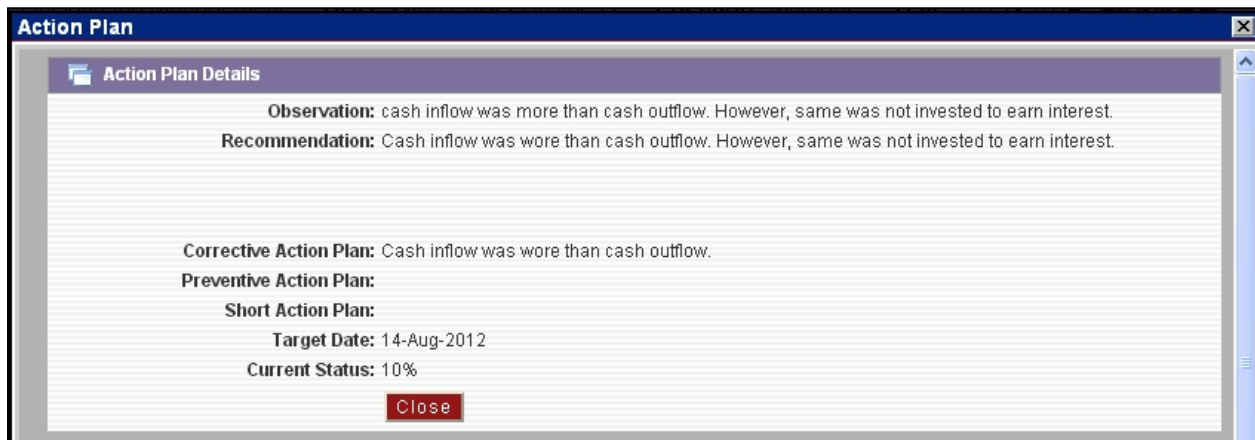 Action Plan
Action Plan Details
Observation: cash inflow was more than cash outflow. However, same was not invested to earn interest.
Recommendation: Cash inflow was wore than cash outflow. However, same was not invested to earn interest.
Corrective Action Plan: Cash inflow was wore than cash outflow.
Preventive Action Plan:
Short Action Plan:
Target Date: 14-Aug-2012
Current Status: 10%
Close